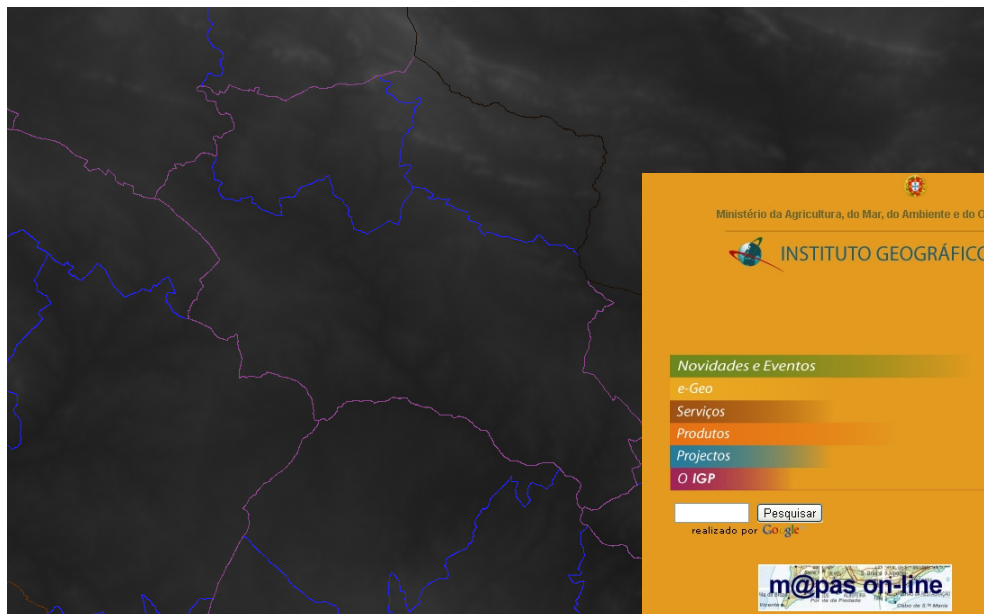 Ministério da Agricultura, do Mar, do Ambiente e do O
INSTITUTO GEOGRÁFICO
Novidades e Eventos
e-Geo
Serviços
Produtos
Projectos
O IGP
Pesquisar
realizado por Google
m@pas on-line